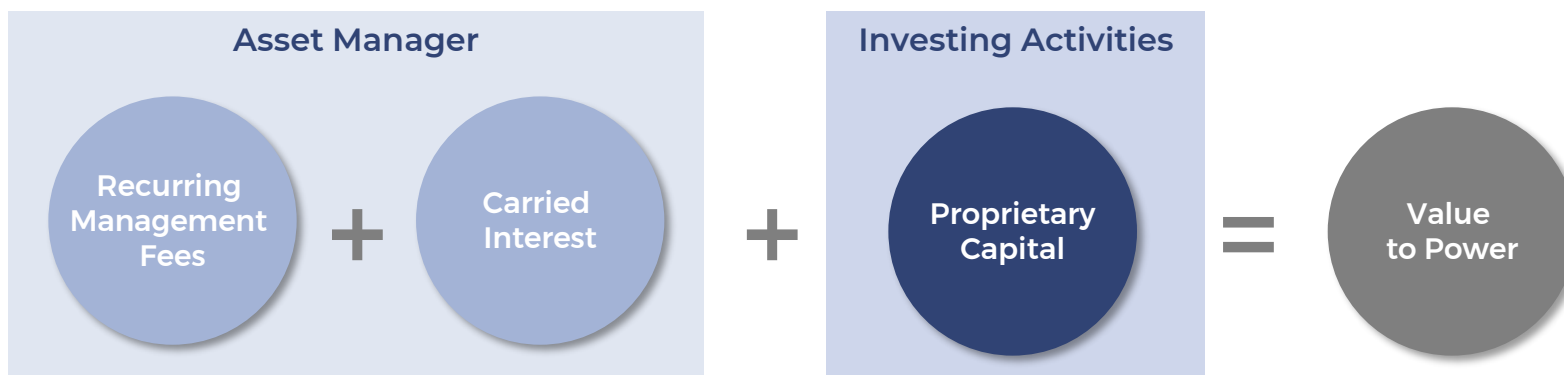 Asset Manager
Recurring
Management
Fees
+
Carried
Interest
+
Investing Activities
Proprietary
Capital
=
Value
to Power